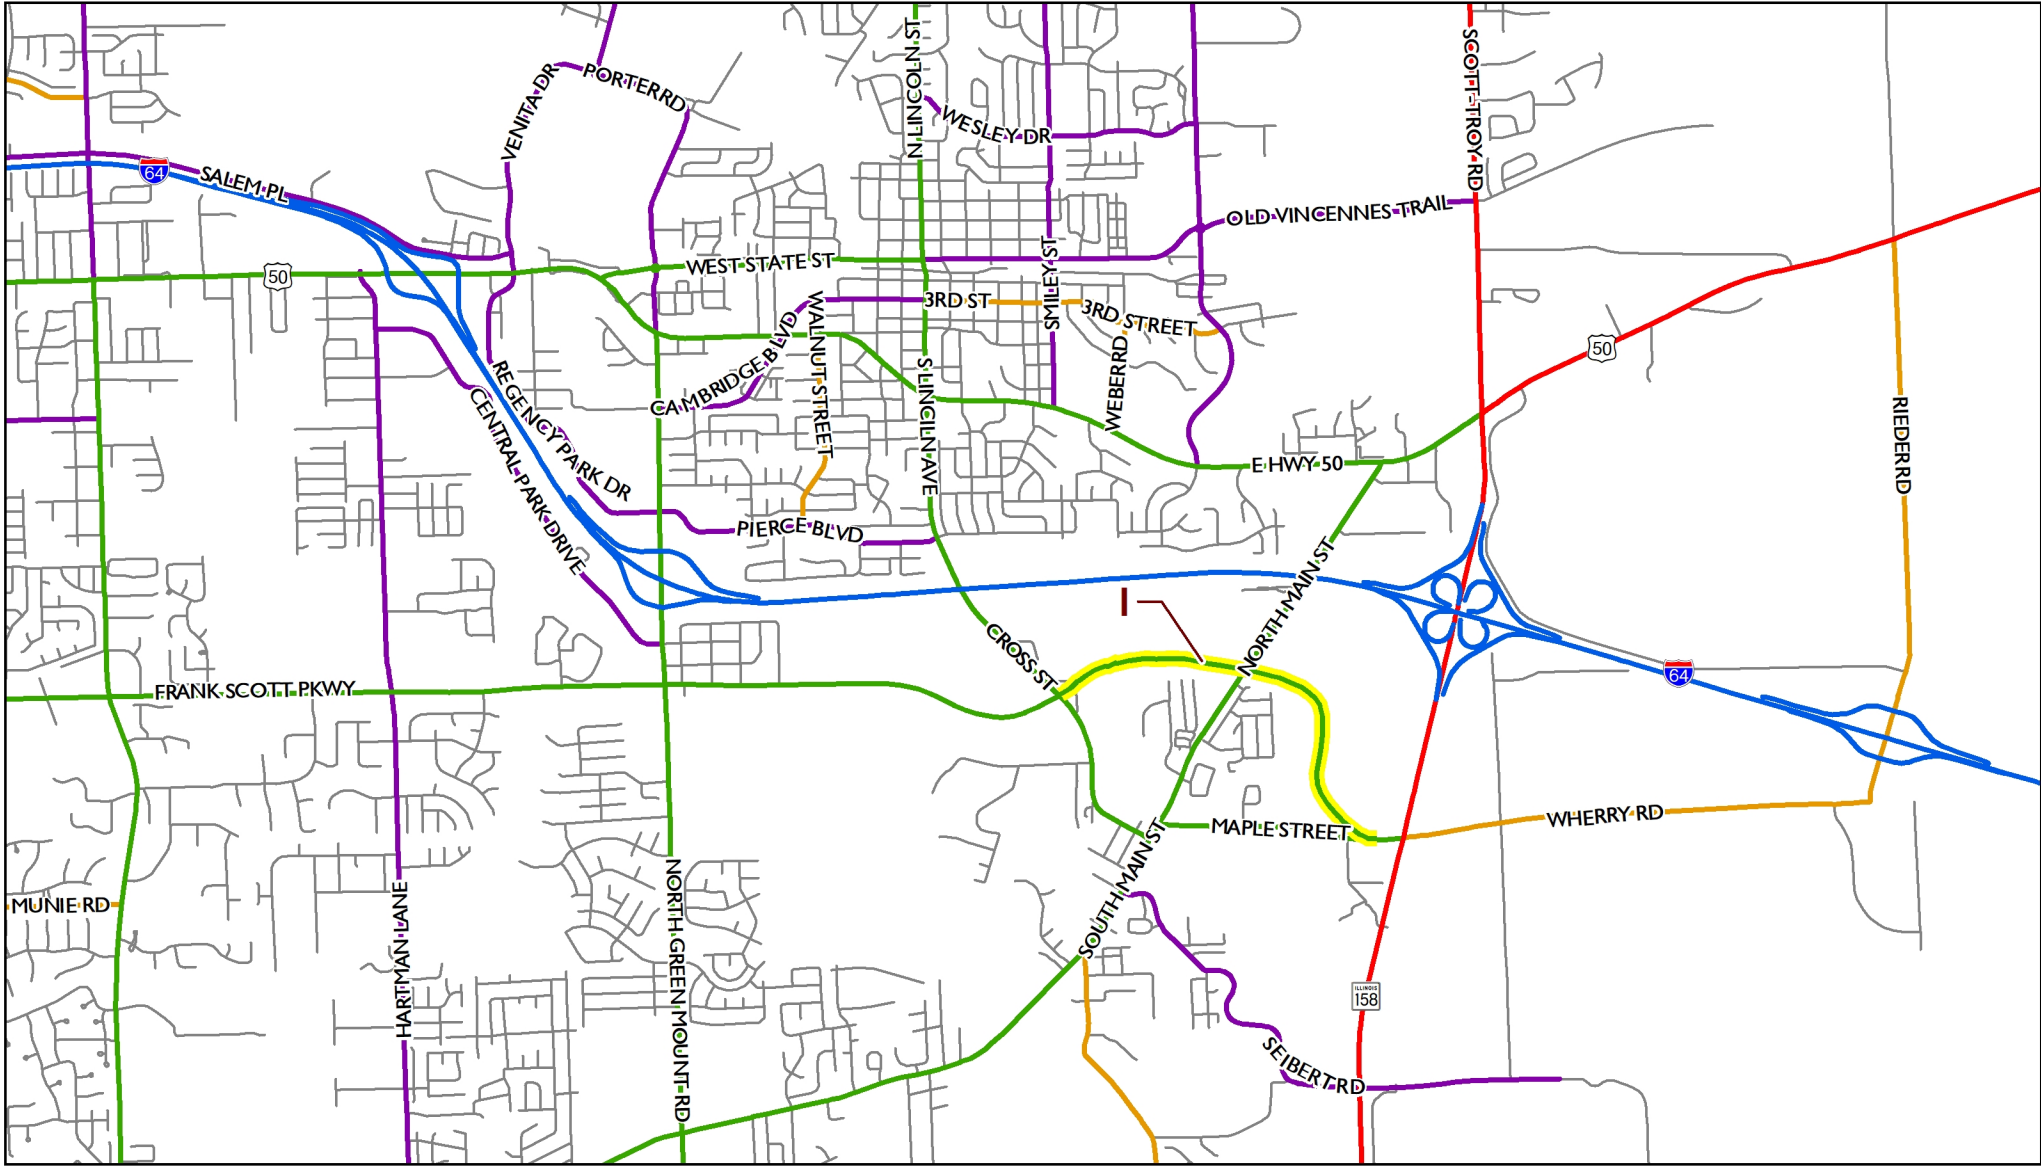 N LINCOLN ST
SCOTT-TROY RD
VENITA DR
PORTER RD
WESLEY DR
64
SALEM PL
OLD VINCENNES TRAIL
50
WEST STATE ST
SMILEY ST
3RD ST
3RD STREET
WALNUT STREET
CAMBRIDGE BLVD
WEBER RD
50
REGENCY PARK DR
CENTRAL PARK DRIVE
S LINCILN AVE
E HWY 50
RIEDER RD
PIERCE BLVD
NORTH MAIN ST
I
CROSS ST
64
FRANK SCOTT PKWY
MAPLE STREET
WHERRY RD
SOUTH MAIN ST
MUNIE RD
HARTMAN LANE
NORTH GREEN MOUNT RD
ILLINOIS
158
SEIBERT RD